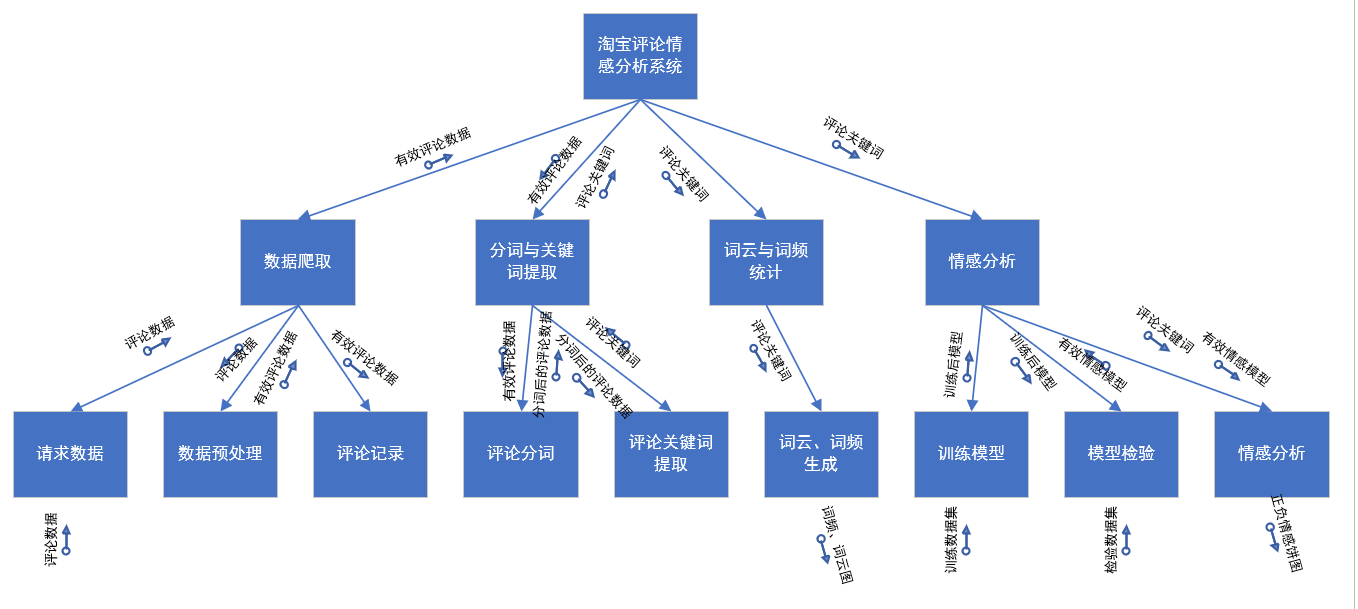 淘宝评论情
感分析系统
有效评论数据
有效评论数据
评论关键词
评论关键词
评论关键词
数据爬取
分词与关键
词提取
词云与词频
统计
情感分析
评论数据
评论数据
有效评论数据
有效评论数据
有效评论数据
分词后的评论数据
分词后的评论数据
评论关键词
评论关键词
训练后模型
训练后模型
有效情感模型
评论关键词
有效情感模型
请求数据
数据预处理
评论记录
评论分词
评论关键词
提取
词云、词频
生成
训练模型
模型检验
情感分析
评论数据
词频、词云图
训练数据集
检验数据集
正负情感饼图